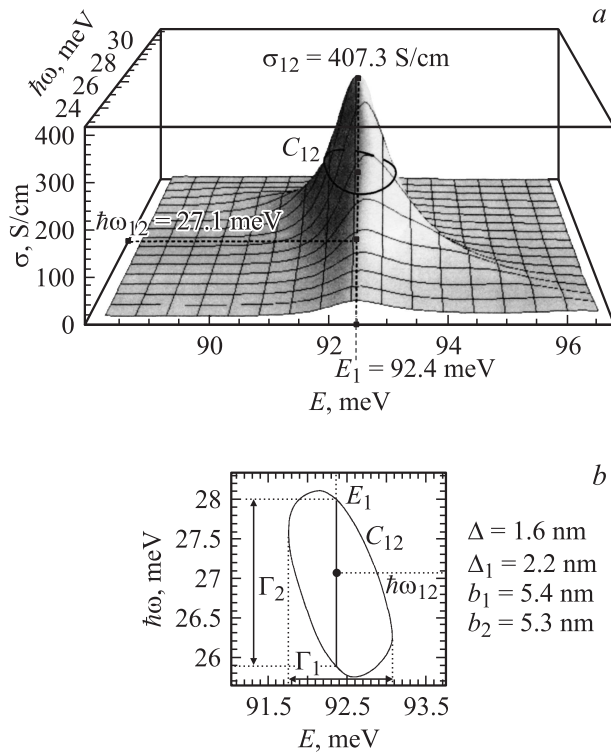 a
ħω, meV
30
28
26
24
σ12 = 407.3 S/cm
C12
400
300
200
100
0
σ, S/cm
ħω12 = 27.1 meV
90
92
94
96
E1 = 92.4 meV
E, meV
b
28
27.5
27
26.5
26
ħω, meV
E1
C12
ħω12
Γ2
Γ1
91.5
92.5
93.5
E, meV
Δ = 1.6 nm
Δ1 = 2.2 nm
b1 = 5.4 nm
b2 = 5.3 nm